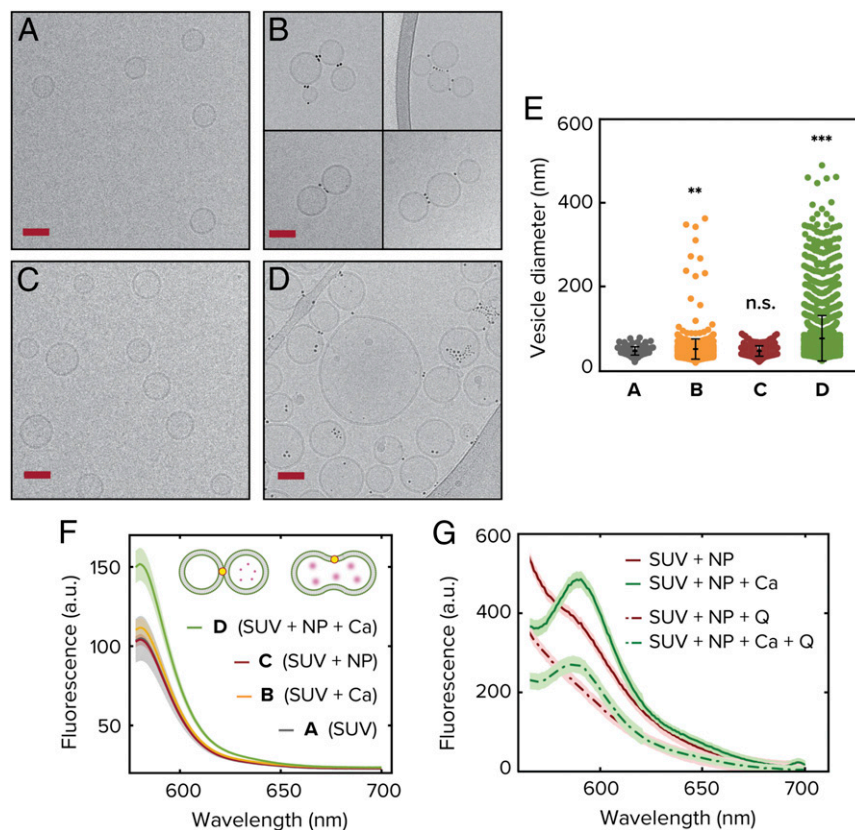 A
B
C
D
E
Vesicle diameter (nm)
600
400
200
0
**
n.s.
***
A B C D
F
Fluorescence (a.u.)
150
100
50
D (SUV + NP + Ca)
C (SUV + NP)
B (SUV + Ca)
A (SUV)
600 650 700
Wavelength (nm)
G
Fluorescence (a.u.)
600
400
200
0
SUV + NP
SUV + NP + Ca
SUV + NP + Q
SUV + NP + Ca + Q
600 650 700
Wavelength (nm)